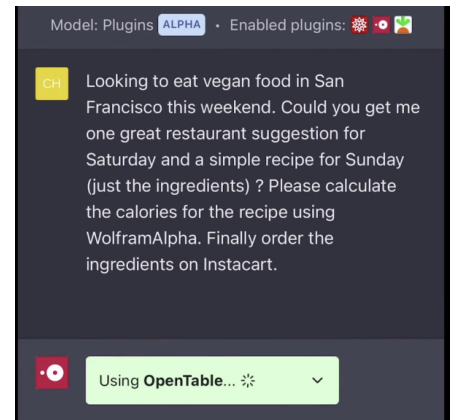 Model: Plugins ALPHA • Enabled plugins:
CH
Looking to eat vegan food in San
Francisco this weekend. Could you get me
one great restaurant suggestion for
Saturday and a simple recipe for Sunday
(just the ingredients) ? Please calculate
the calories for the recipe using
WolframAlpha. Finally order the
ingredients on Instacart.
Using OpenTable...